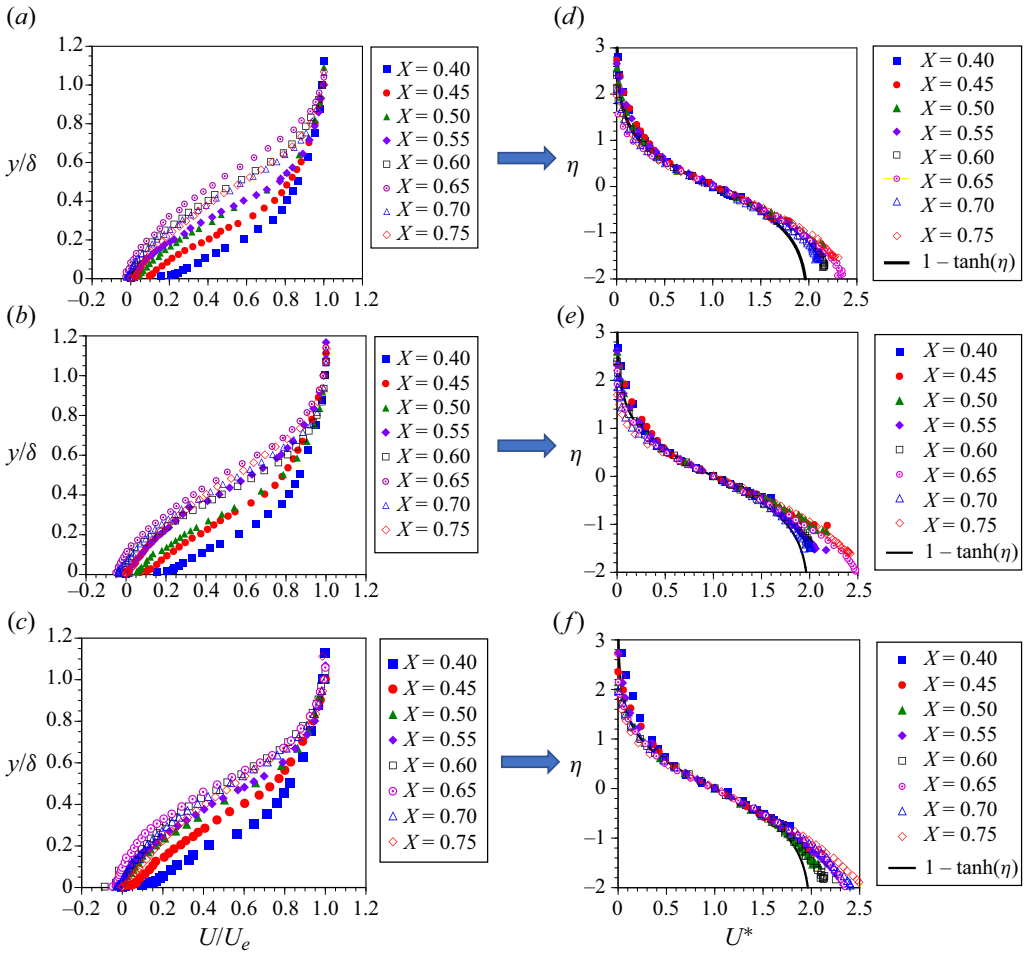 (a)
1.2
1.0
0.8
0.6
0.4
0.2
0
y/δ
–0.2 0 0.2 0.4 0.6 0.8 1.0 1.2
X = 0.40
X = 0.45
X = 0.50
X = 0.55
X = 0.60
X = 0.65
X = 0.70
X = 0.75
(d)
3
2
1
0
–1
–2
η
0 0.5 1.0 1.5 2.0 2.5
X = 0.40
X = 0.45
X = 0.50
X = 0.55
X = 0.60
X = 0.65
X = 0.70
X = 0.75
1 – tanh(η)
(b)
1.2
1.0
0.8
0.6
0.4
0.2
0
y/δ
–0.2 0 0.2 0.4 0.6 0.8 1.0 1.2
X = 0.40
X = 0.45
X = 0.50
X = 0.55
X = 0.60
X = 0.65
X = 0.70
X = 0.75
(e)
3
2
1
0
–1
–2
η
0 0.5 1.0 1.5 2.0 2.5
X = 0.40
X = 0.45
X = 0.50
X = 0.55
X = 0.60
X = 0.65
X = 0.70
X = 0.75
1 – tanh(η)
(c)
1.2
1.0
0.8
0.6
0.4
0.2
0
y/δ
–0.2 0 0.2 0.4 0.6 0.8 1.0 1.2
U/U_e
X = 0.40
X = 0.45
X = 0.50
X = 0.55
X = 0.60
X = 0.65
X = 0.70
X = 0.75
(f)
3
2
1
0
–1
–2
η
0 0.5 1.0 1.5 2.0 2.5
U*
X = 0.40
X = 0.45
X = 0.50
X = 0.55
X = 0.60
X = 0.65
X = 0.70
X = 0.75
1 – tanh(η)